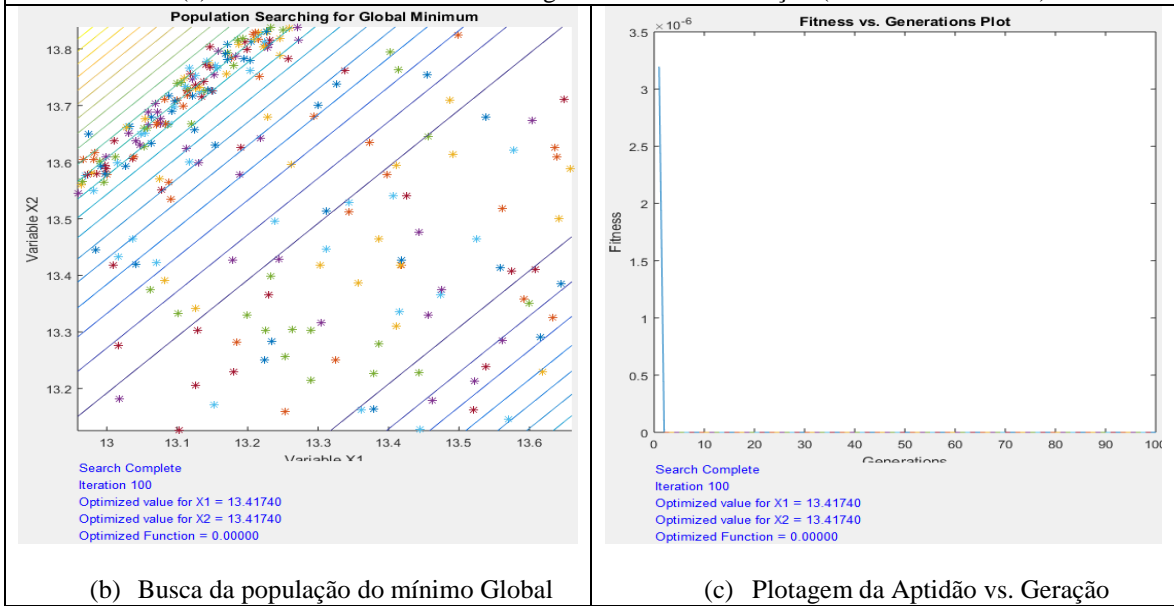 Population Searching for Global Minimum
13.8
13.7
13.6
13.5
13.4
13.3
13.2
Variable X2
13 13.1 13.2 13.3 13.4 13.5 13.6
Variable X1
Search Complete
Iteration 100
Optimized value for X1 = 13.41740
Optimized value for X2 = 13.41740
Optimized Function = 0.00000
(b) Busca da população do mínimo Global
Fitness vs. Generations Plot
×10-6
3.5
3
2.5
2
1.5
1
0.5
0
Fitness
0 10 20 30 40 50 60 70 80 90 100
Generations
Search Complete
Iteration 100
Optimized value for X1 = 13.41740
Optimized value for X2 = 13.41740
Optimized Function = 0.00000
(c) Plotagem da Aptidão vs. Geração